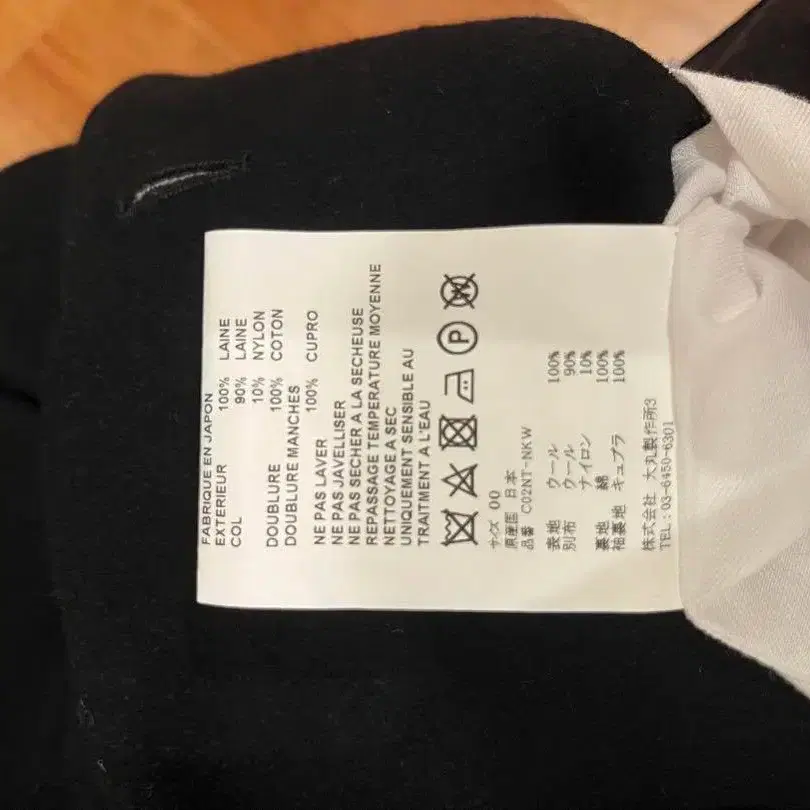 FABRIQUE EN JAPON
EXTERIEUR 100% LAINE
COL 90% LAINE
10% NYLON
DOUBLURE 100% COTON
DOUBLURE MANCHES
100% CUPRO
NE PAS LAVER
NE PAS JAVELLISER
NE PAS SECHER A LA SECHEUSE
REPASSAGE TEMPERATURE MOYENNE
NETTOYAGE A SEC
UNIQUEMENT SENSIBLE AU
TRAITMENT A L'EAU
P W
サイズ 00
原産国 日本
品番 C02NT-NKW
表地 ウール 100%
別布 ウール 90%
ナイロン 10%
裏地 綿 100%
袖裏地 キュプラ 100%
株式会社 大丸製作所3
TEL:03-6450-6301